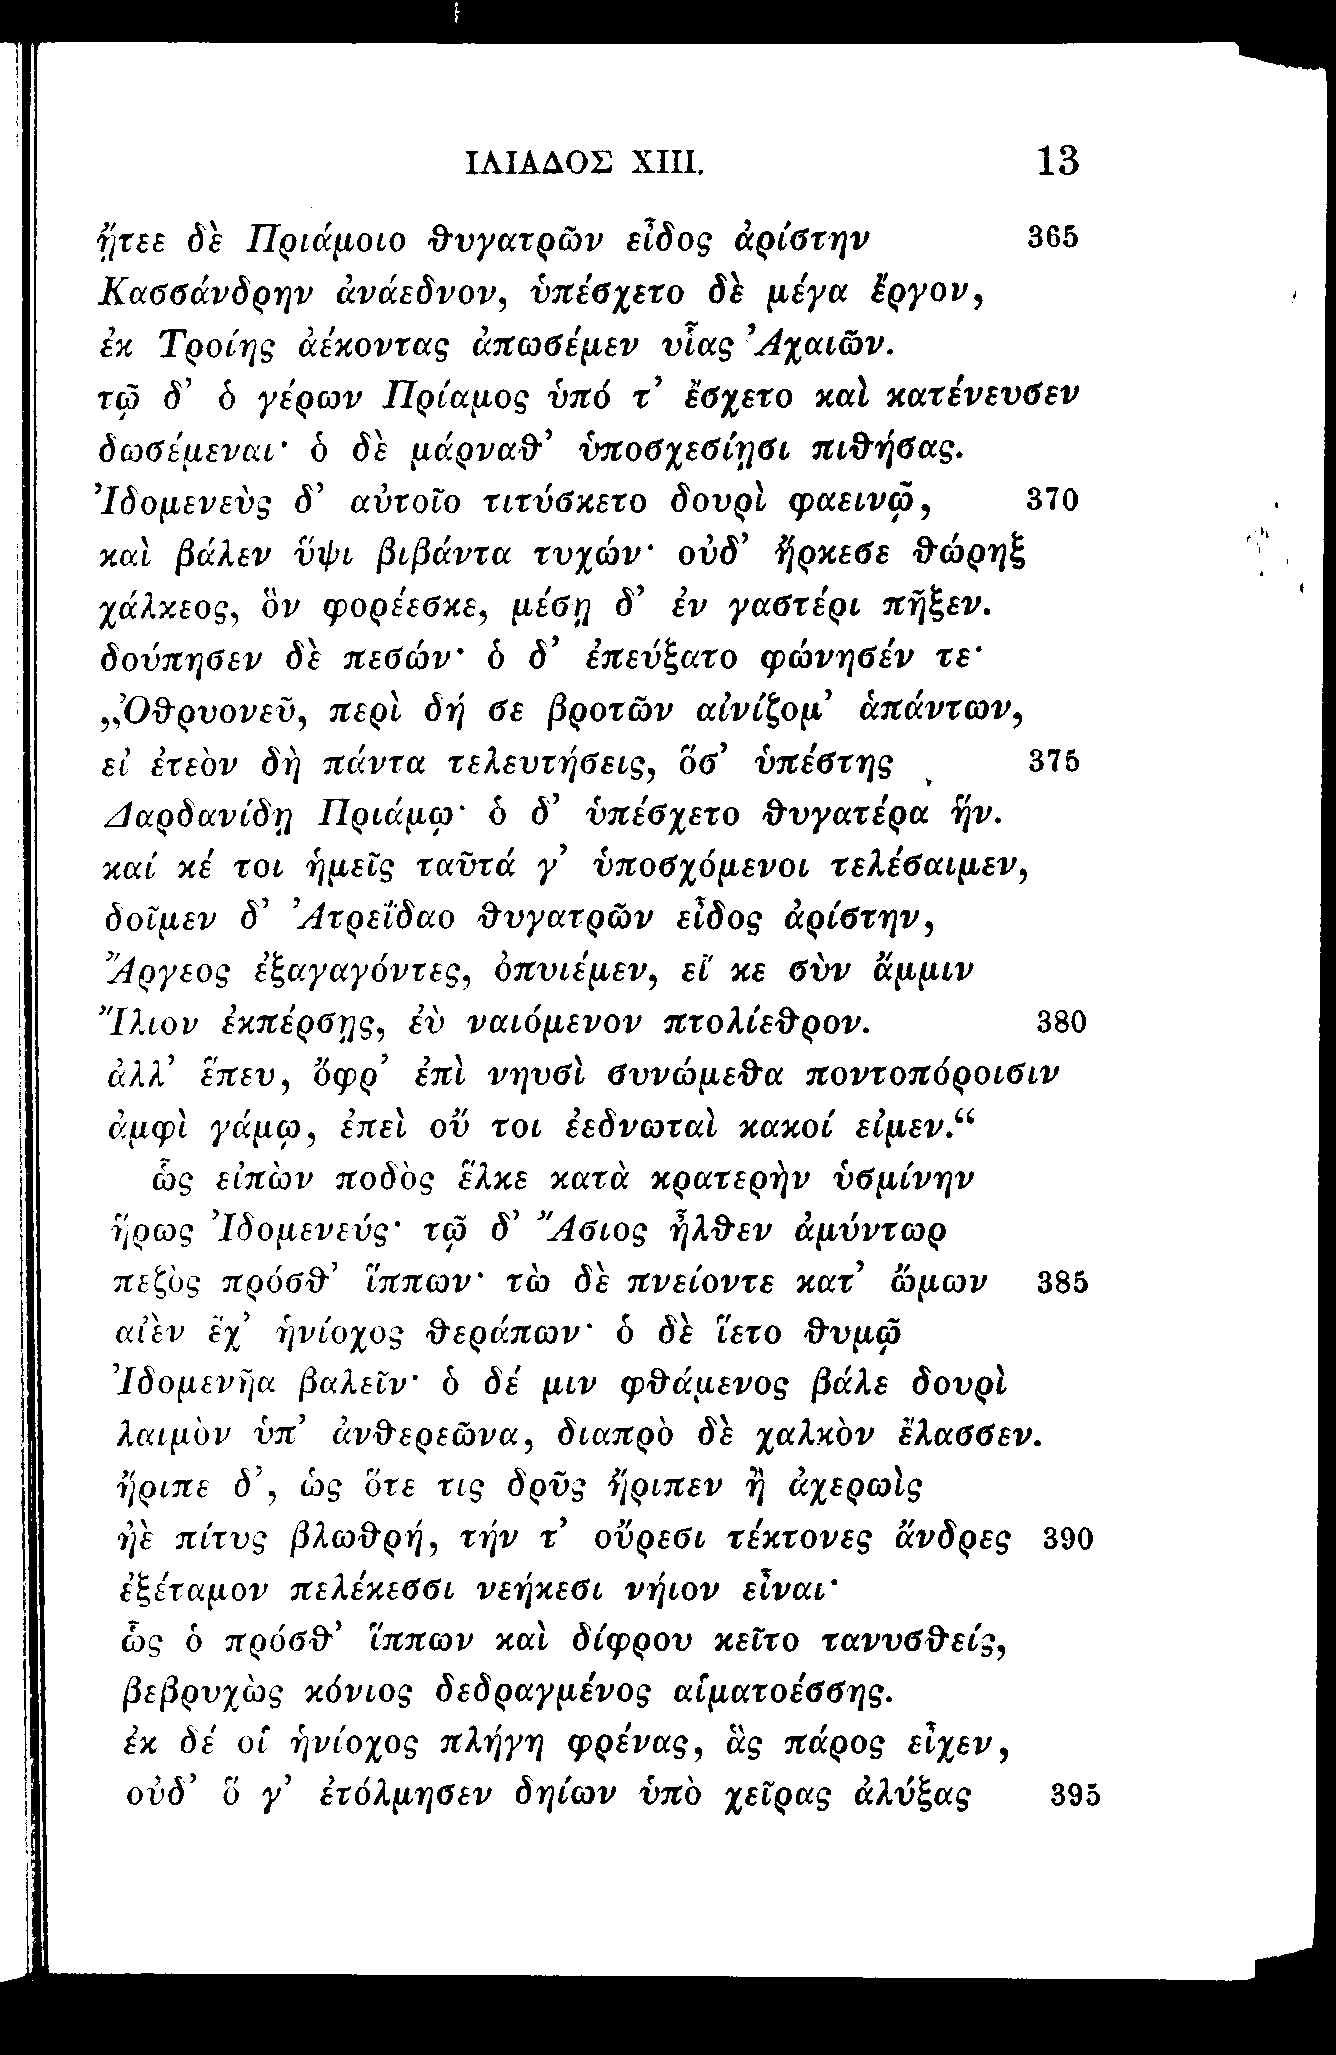 ΙΛΙΑΔΟΣ XIII. 13
ᾔτεε δὲ Πριάμοιο θυγατρῶν εἶδος ἀρίστην 365
Κασσάνδρην ἀνάεδνον, ὑπέσχετο δὲ μέγα ἔργον,
ἐκ Τροίης ἀέκοντας ἀπωσέμεν υἷας Ἀχαιῶν.
τῷ δ’ ὁ γέρων Πρίαμος ὑπό τ’ ἔσχετο καὶ κατένευσεν
δωσέμεναι· ὁ δὲ μάρναθ’ ὑποσχεσίῃσι πιθήσας.
Ἰδομενεὺς δ’ αὐτοῖο τιτύσκετο δουρὶ φαεινῷ, 370
καὶ βάλεν ὕψι βιβάντα τυχών· οὐδ’ ἤρκεσε θώρηξ
χάλκεος, ὃν φορέεσκε, μέσῃ δ’ ἐν γαστέρι πῆξεν.
δούπησεν δὲ πεσών· ὁ δ’ ἐπεύξατο φώνησέν τε·
„Ὀθρυονεῦ, περὶ δή σε βροτῶν αἰνίζομ’ ἁπάντων,
εἰ ἐτεὸν δὴ πάντα τελευτήσεις, ὅσ’ ὑπέστης 375
Δαρδανίδῃ Πριάμῳ· ὁ δ’ ὑπέσχετο θυγατέρα ἥν.
καί κέ τοι ἡμεῖς ταῦτά γ’ ὑποσχόμενοι τελέσαιμεν,
δοῖμεν δ’ Ἀτρεΐδαο θυγατρῶν εἶδος ἀρίστην,
Ἄργεος ἐξαγαγόντες, ὀπυιέμεν, εἴ κε σὺν ἄμμιν
Ἴλιον ἐκπέρσῃς, ἐὺ ναιόμενον πτολίεθρον. 380
ἀλλ’ ἕπευ, ὄφρ’ ἐπὶ νηυσὶ συνώμεθα ποντοπόροισιν
ἀμφὶ γάμῳ, ἐπεὶ οὔ τοι ἐεδνωταὶ κακοί εἰμεν.“
ὣς εἰπὼν ποδὸς ἕλκε κατὰ κρατερὴν ὑσμίνην
ἥρως Ἰδομενεύς· τῷ δ’ Ἄσιος ἦλθεν ἀμύντωρ
πεζὸς πρόσθ’ ἵππων· τὼ δὲ πνείοντε κατ’ ὤμων 385
αἰὲν ἔχ’ ἡνίοχος θεράπων· ὁ δὲ ἵετο θυμῷ
Ἰδομενῆα βαλεῖν· ὁ δέ μιν φθάμενος βάλε δουρὶ
λαιμὸν ὑπ’ ἀνθερεῶνα, διαπρὸ δὲ χαλκὸν ἔλασσεν.
ἤριπε δ’, ὡς ὅτε τις δρῦς ἤριπεν ἢ ἀχερωὶς
ἠὲ πίτυς βλωθρή, τήν τ’ οὔρεσι τέκτονες ἄνδρες 390
ἐξέταμον πελέκεσσι νεήκεσι νήιον εἶναι·
ὣς ὁ πρόσθ’ ἵππων καὶ δίφρου κεῖτο τανυσθείς,
βεβρυχὼς κόνιος δεδραγμένος αἱματοέσσης.
ἐκ δέ οἱ ἡνίοχος πλήγη φρένας, ἃς πάρος εἶχεν,
οὐδ’ ὅ γ’ ἐτόλμησεν δηίων ὑπὸ χεῖρας ἀλύξας 395